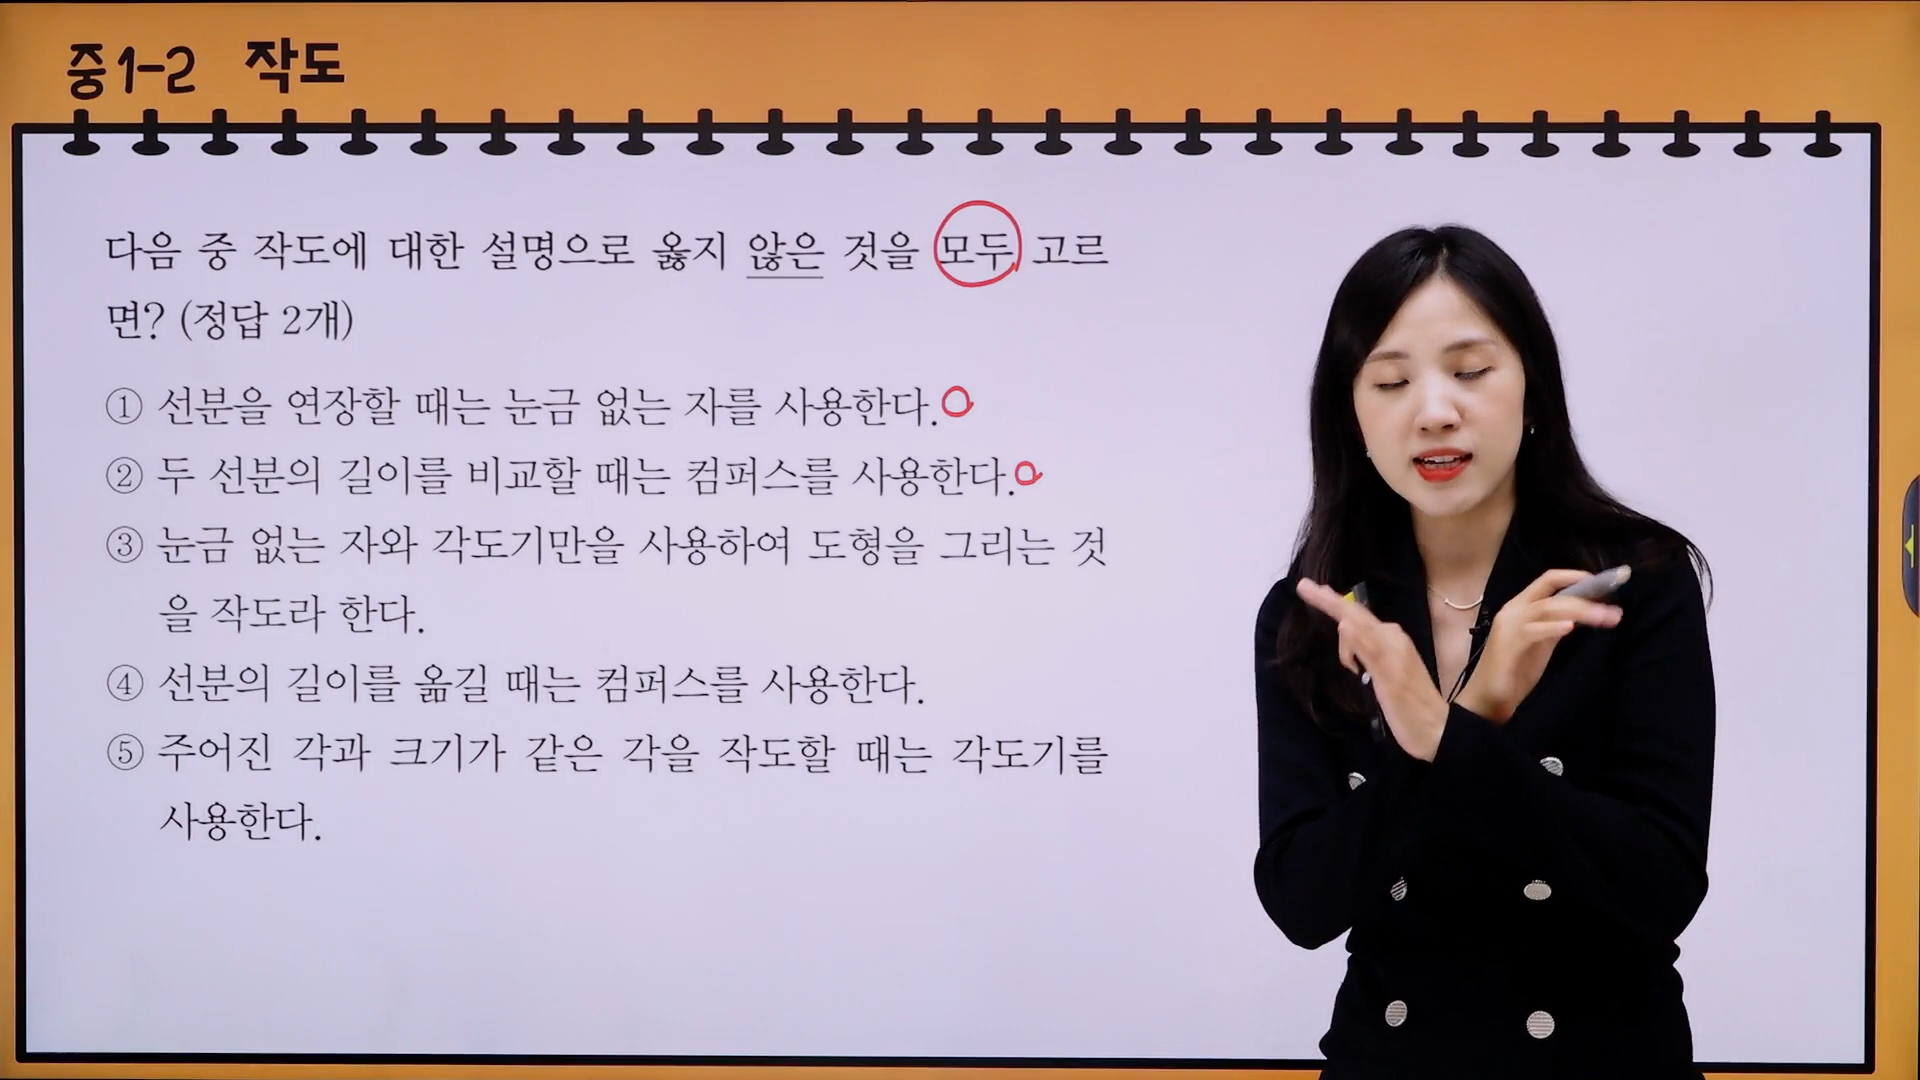 중1-2 작도
다음 중 작도에 대한 설명으로 옳지 않은 것을 모두 고르
면? (정답 2개)
① 선분을 연장할 때는 눈금 없는 자를 사용한다.
② 두 선분의 길이를 비교할 때는 컴퍼스를 사용한다.
③ 눈금 없는 자와 각도기만을 사용하여 도형을 그리는 것
을 작도라 한다.
④ 선분의 길이를 옮길 때는 컴퍼스를 사용한다.
⑤ 주어진 각과 크기가 같은 각을 작도할 때는 각도기를
사용한다.